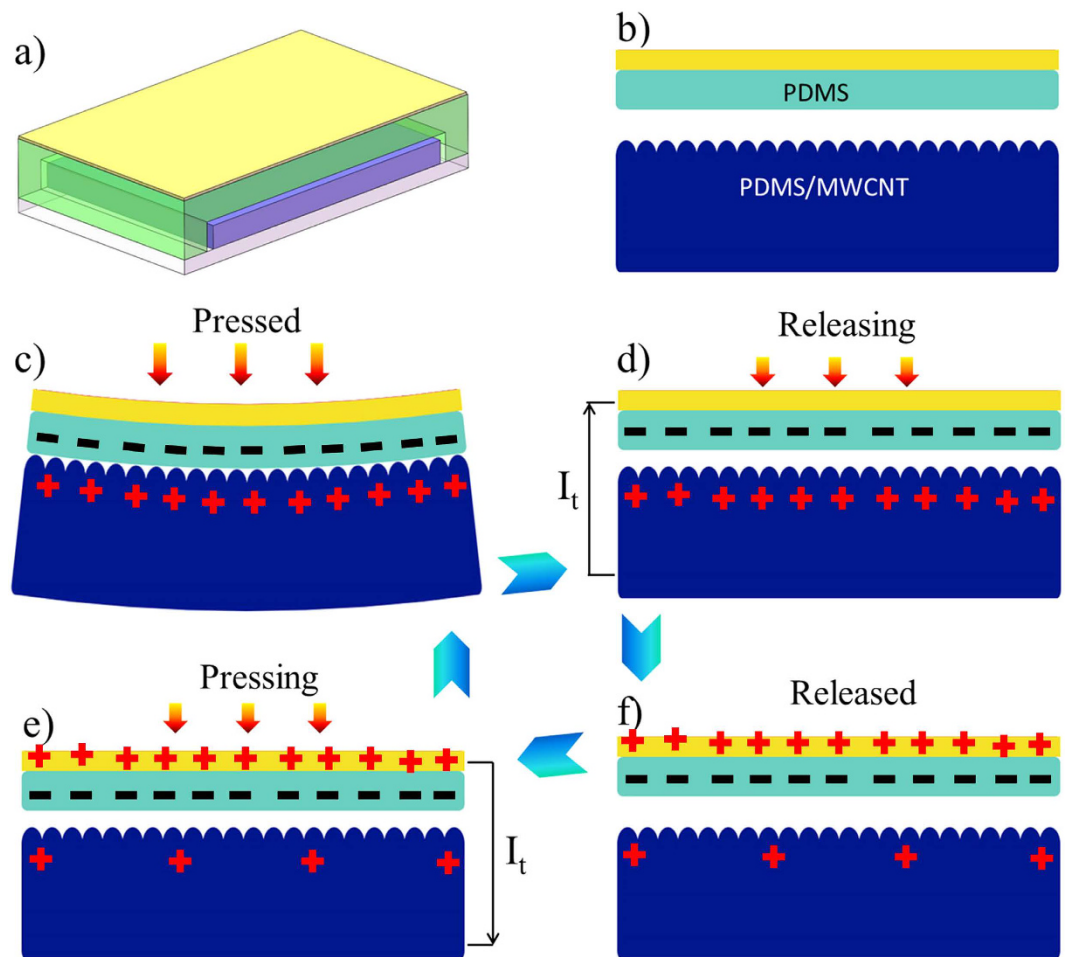 a)
b)
PDMS
PDMS/MWCNT
Pressed
c)
Releasing
d)
It
Pressing
e)
It
Released
f)